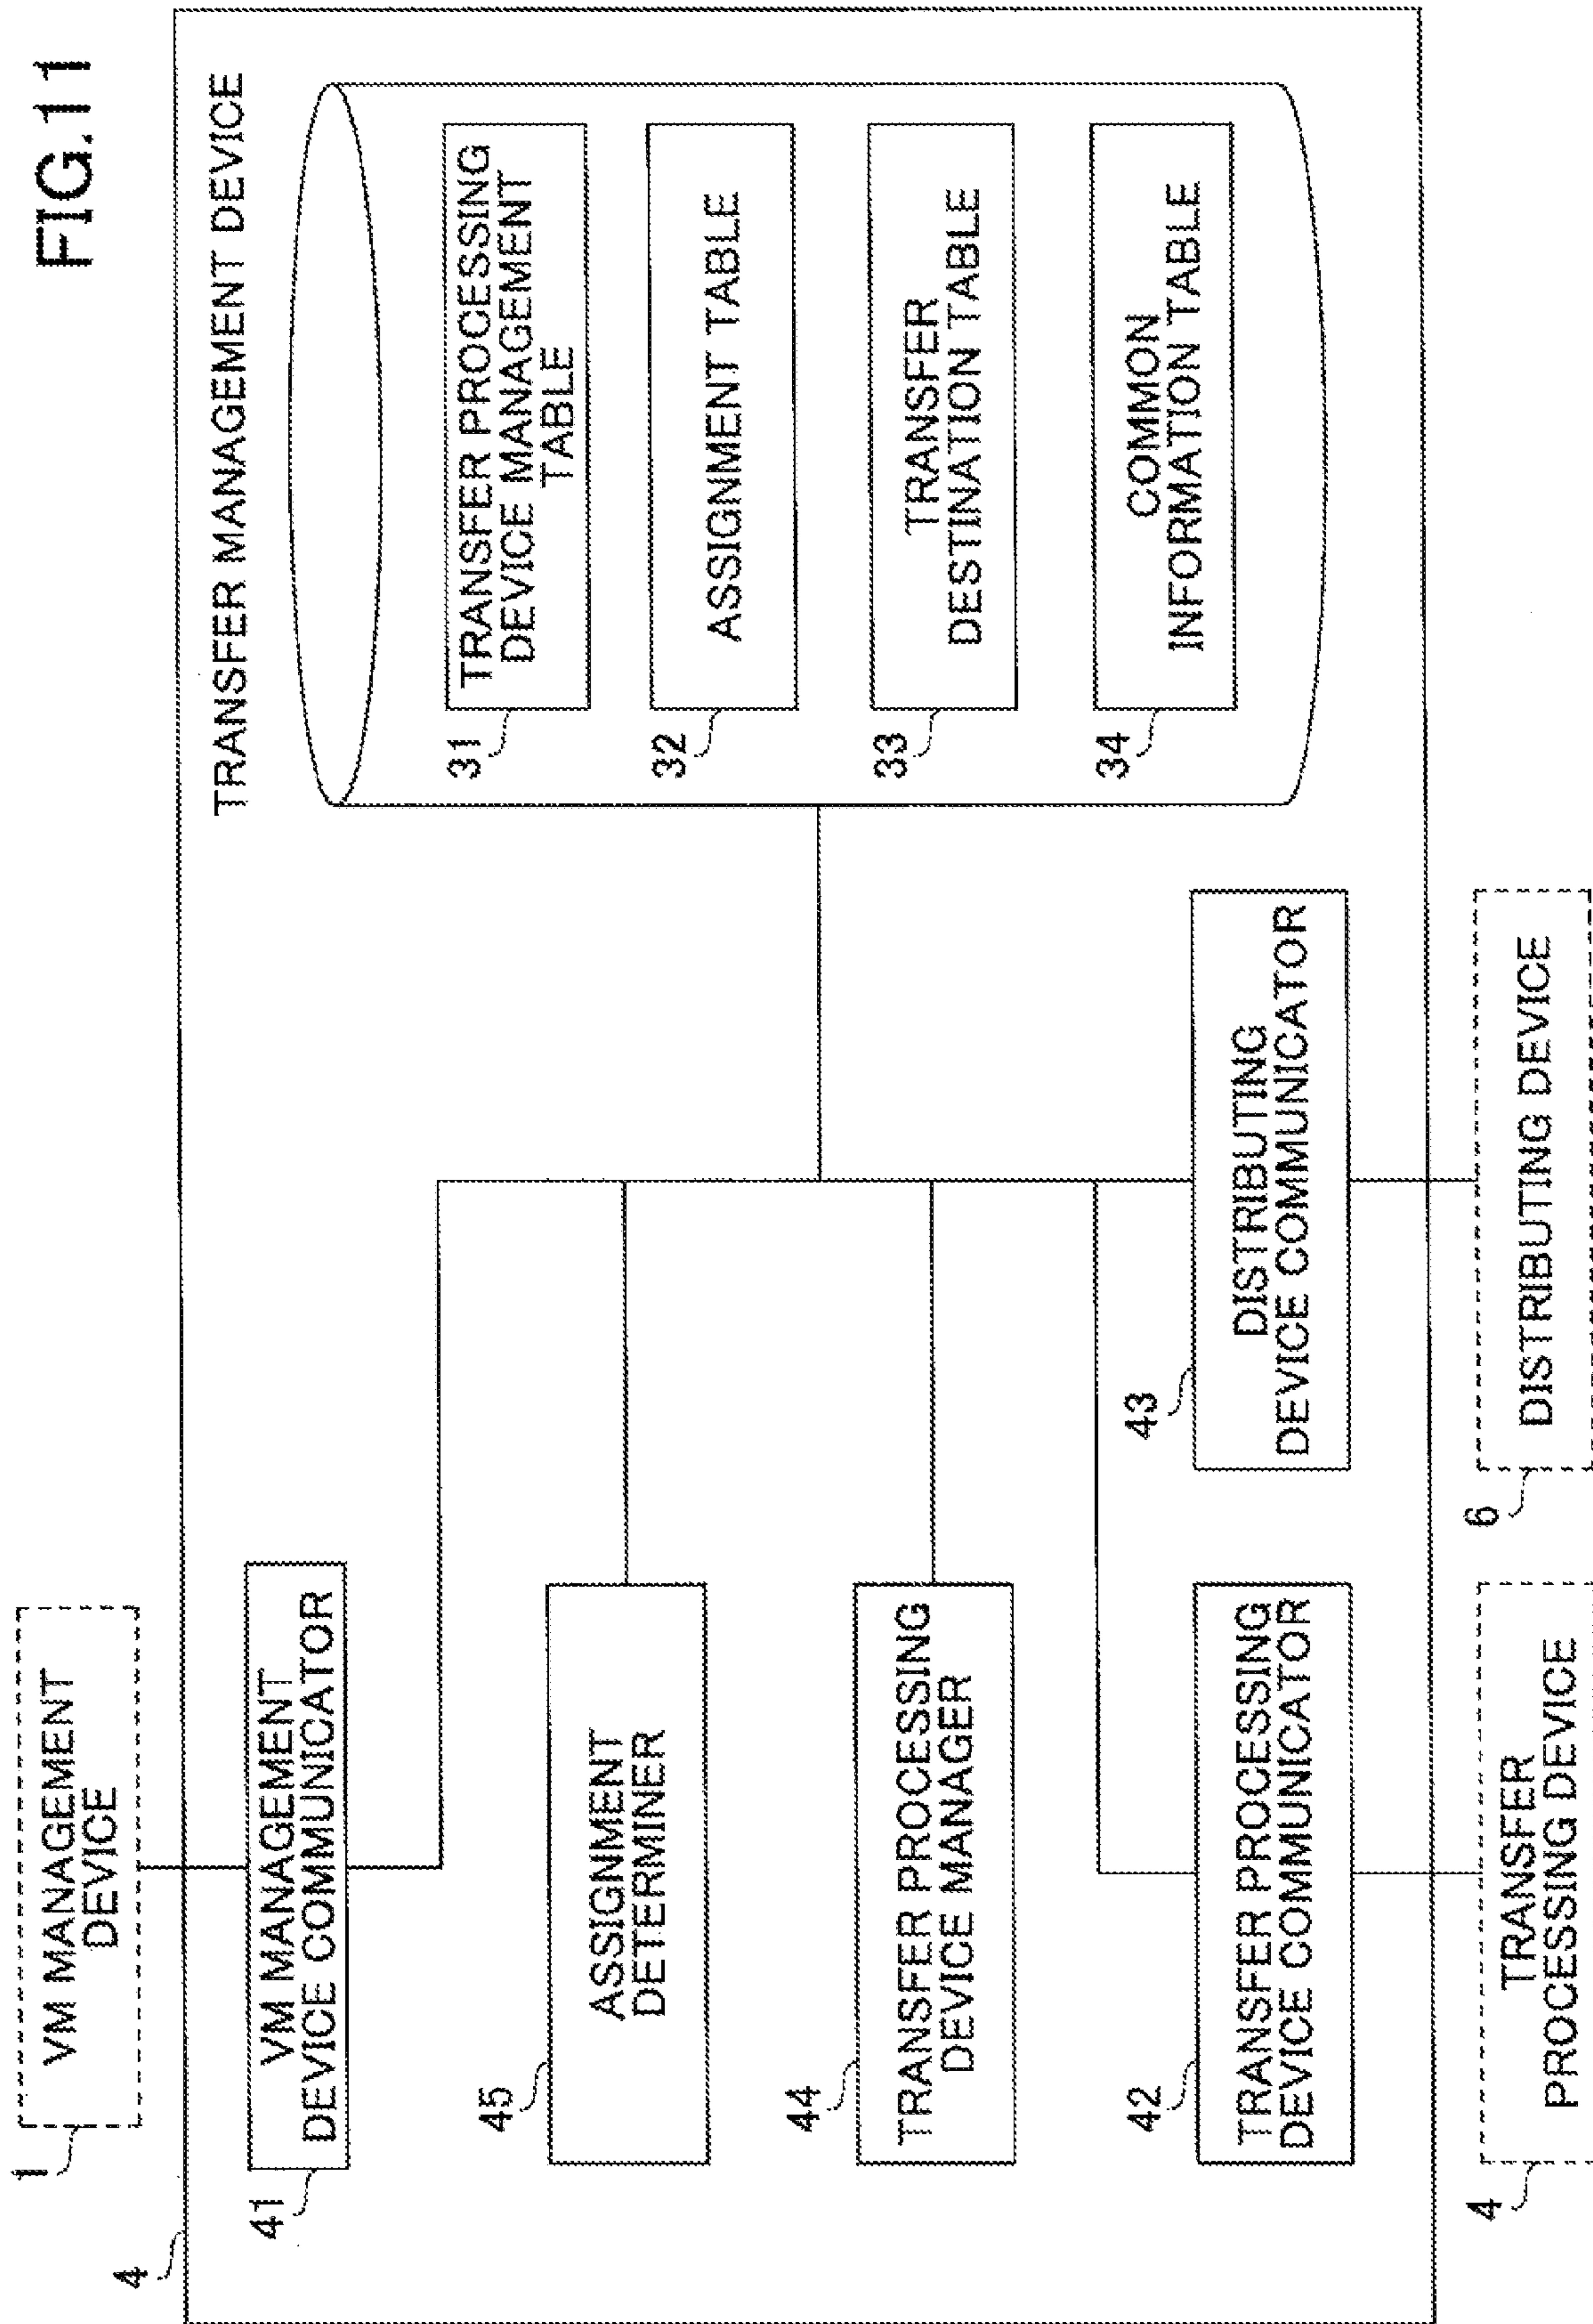 FIG.11
1
VM MANAGEMENT
DEVICE
4
TRANSFER MANAGEMENT DEVICE
41
VM MANAGEMENT
DEVICE COMMUNICATOR
45
ASSIGNMENT
DETERMINER
44
TRANSFER PROCESSING
DEVICE MANAGER
42
TRANSFER PROCESSING
DEVICE COMMUNICATOR
43
DISTRIBUTING
DEVICE COMMUNICATOR
31
TRANSFER PROCESSING
DEVICE MANAGEMENT
TABLE
32
ASSIGNMENT TABLE
33
TRANSFER
DESTINATION TABLE
34
COMMON
INFORMATION TABLE
4
TRANSFER
PROCESSING DEVICE
6
DISTRIBUTING DEVICE